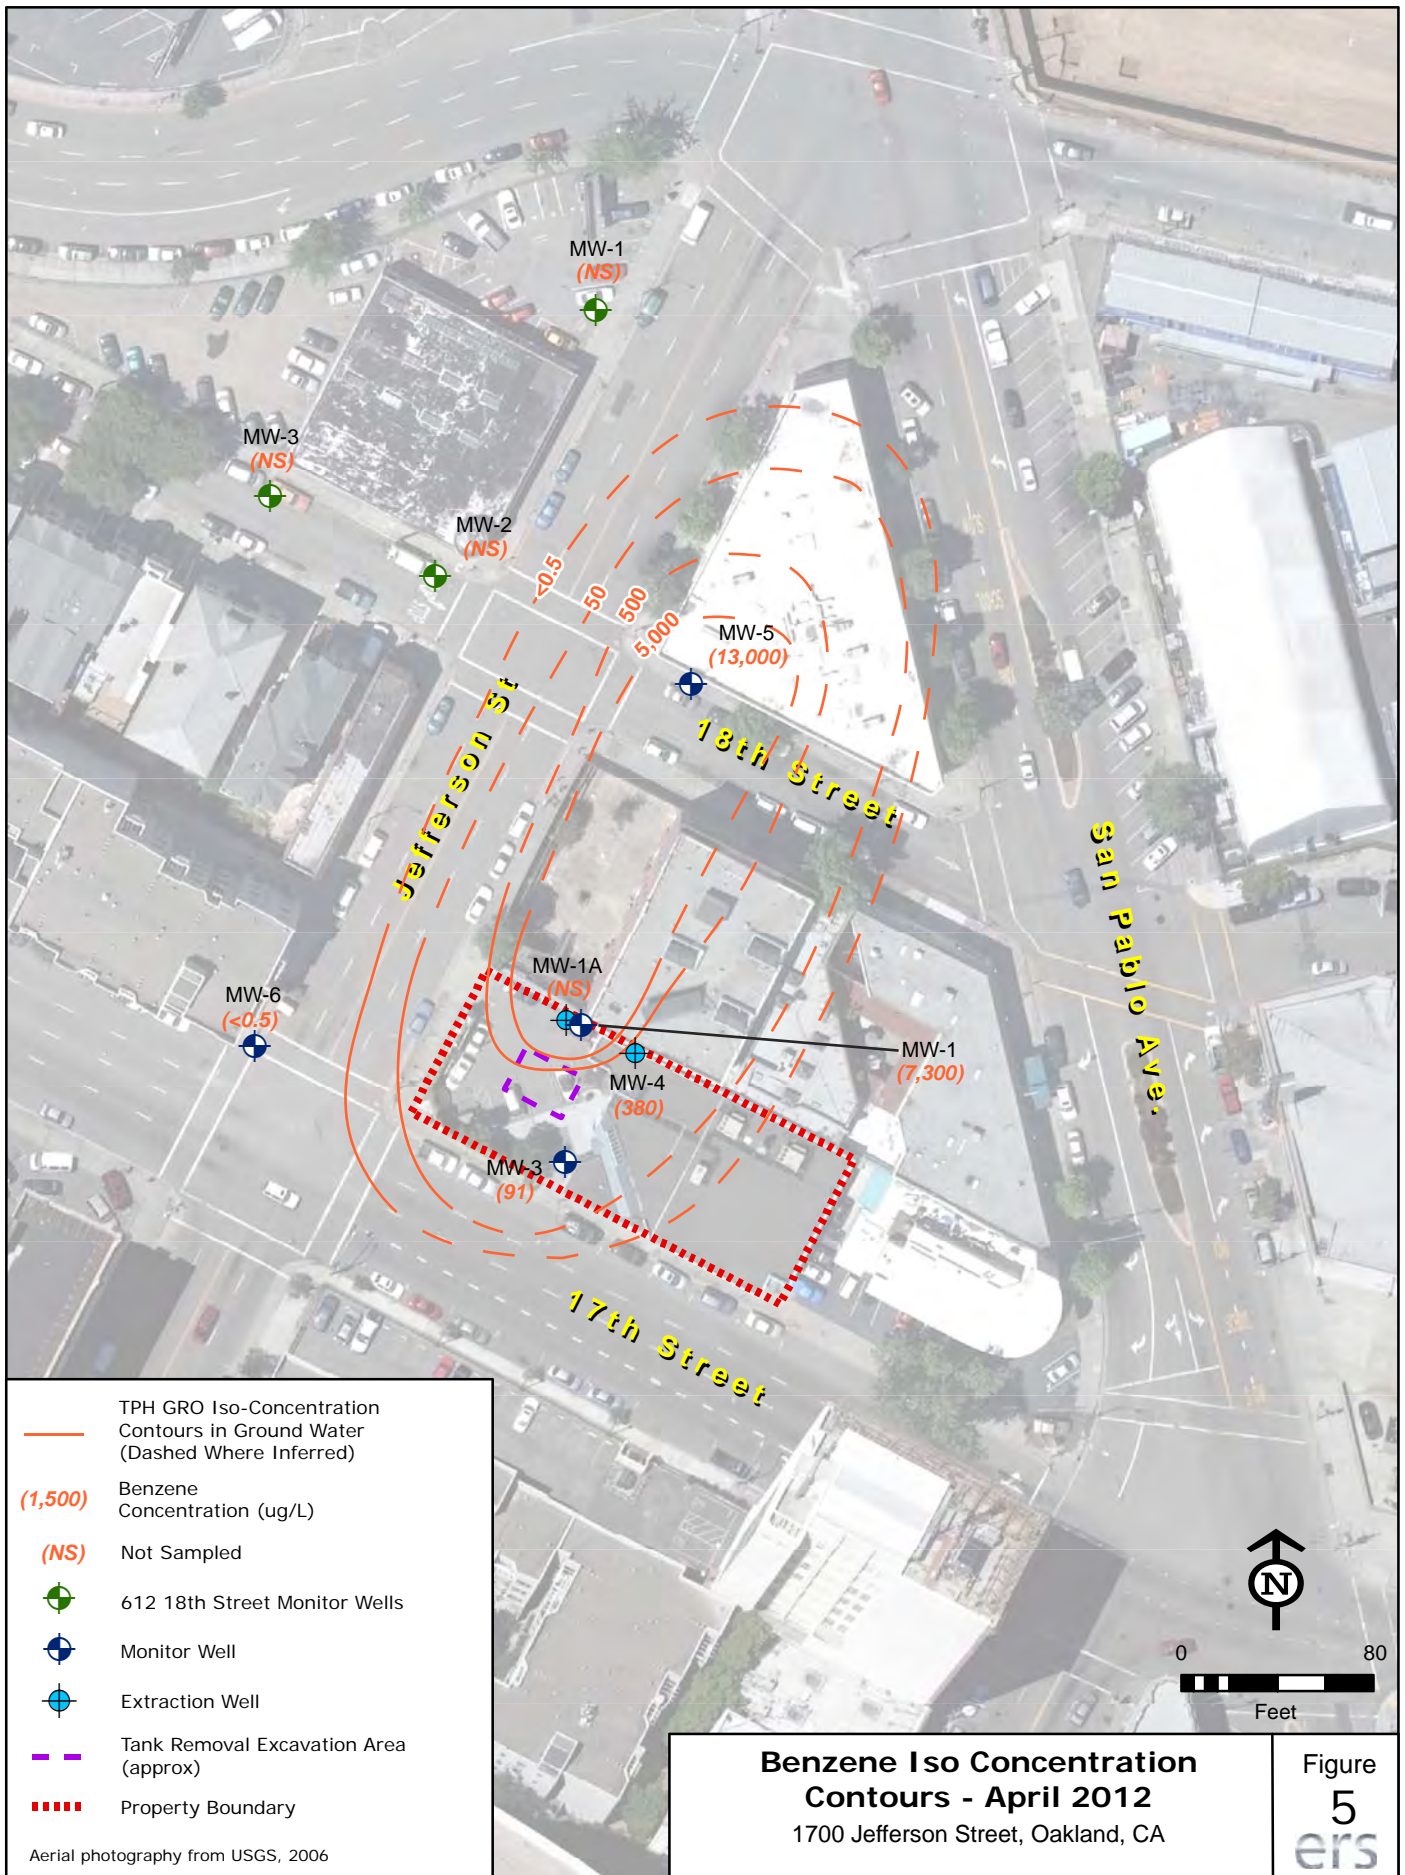 MW-1
(NS)
MW-3
(NS)
MW-2
(NS)
<0.5
50
500
5,000
MW-5
(13,000)
18th Street
Jefferson St
San Pablo Ave.
MW-1A
(NS)
MW-6
(<0.5)
MW-1
(7,300)
MW-4
(380)
MW-3
(91)
17th Street
TPH GRO Iso-Concentration
Contours in Ground Water
(Dashed Where Inferred)
(1,500) Benzene
Concentration (ug/L)
(NS) Not Sampled
612 18th Street Monitor Wells
Monitor Well
Extraction Well
Tank Removal Excavation Area
(approx)
Property Boundary
Aerial photography from USGS, 2006
N
0 80
Feet
Benzene Iso Concentration
Contours - April 2012
1700 Jefferson Street, Oakland, CA
Figure
5
ers